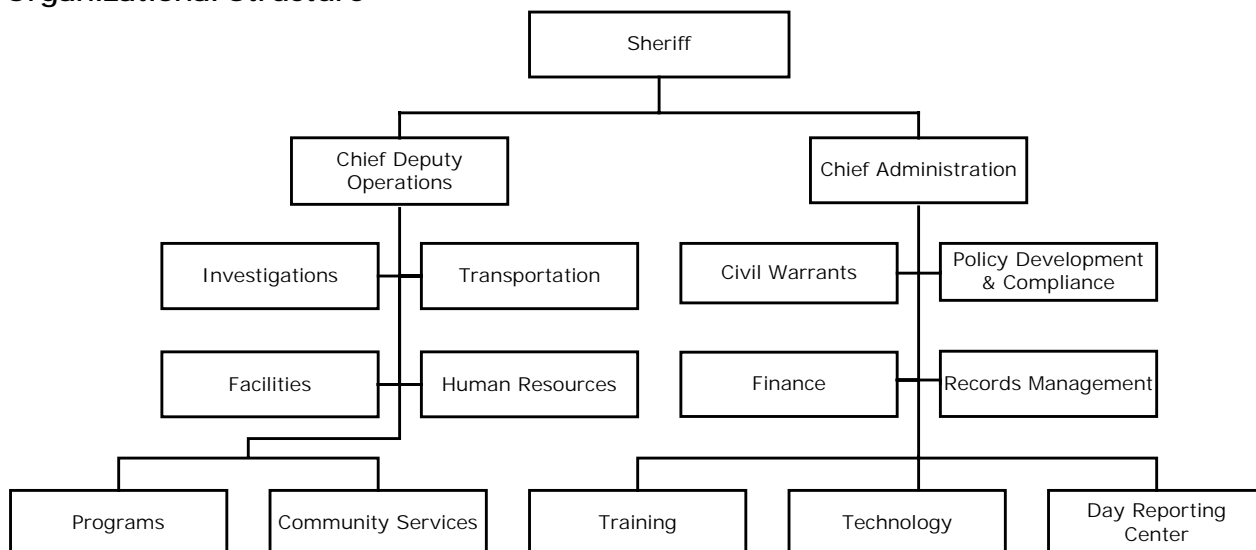 Organizational Structure
Sheriff
Chief Deputy
Operations
Chief Administration
Investigations
Transportation
Civil Warrants
Policy Development
& Compliance
Facilities
Human Resources
Finance
Records Management
Programs
Community Services
Training
Technology
Day Reporting
Center